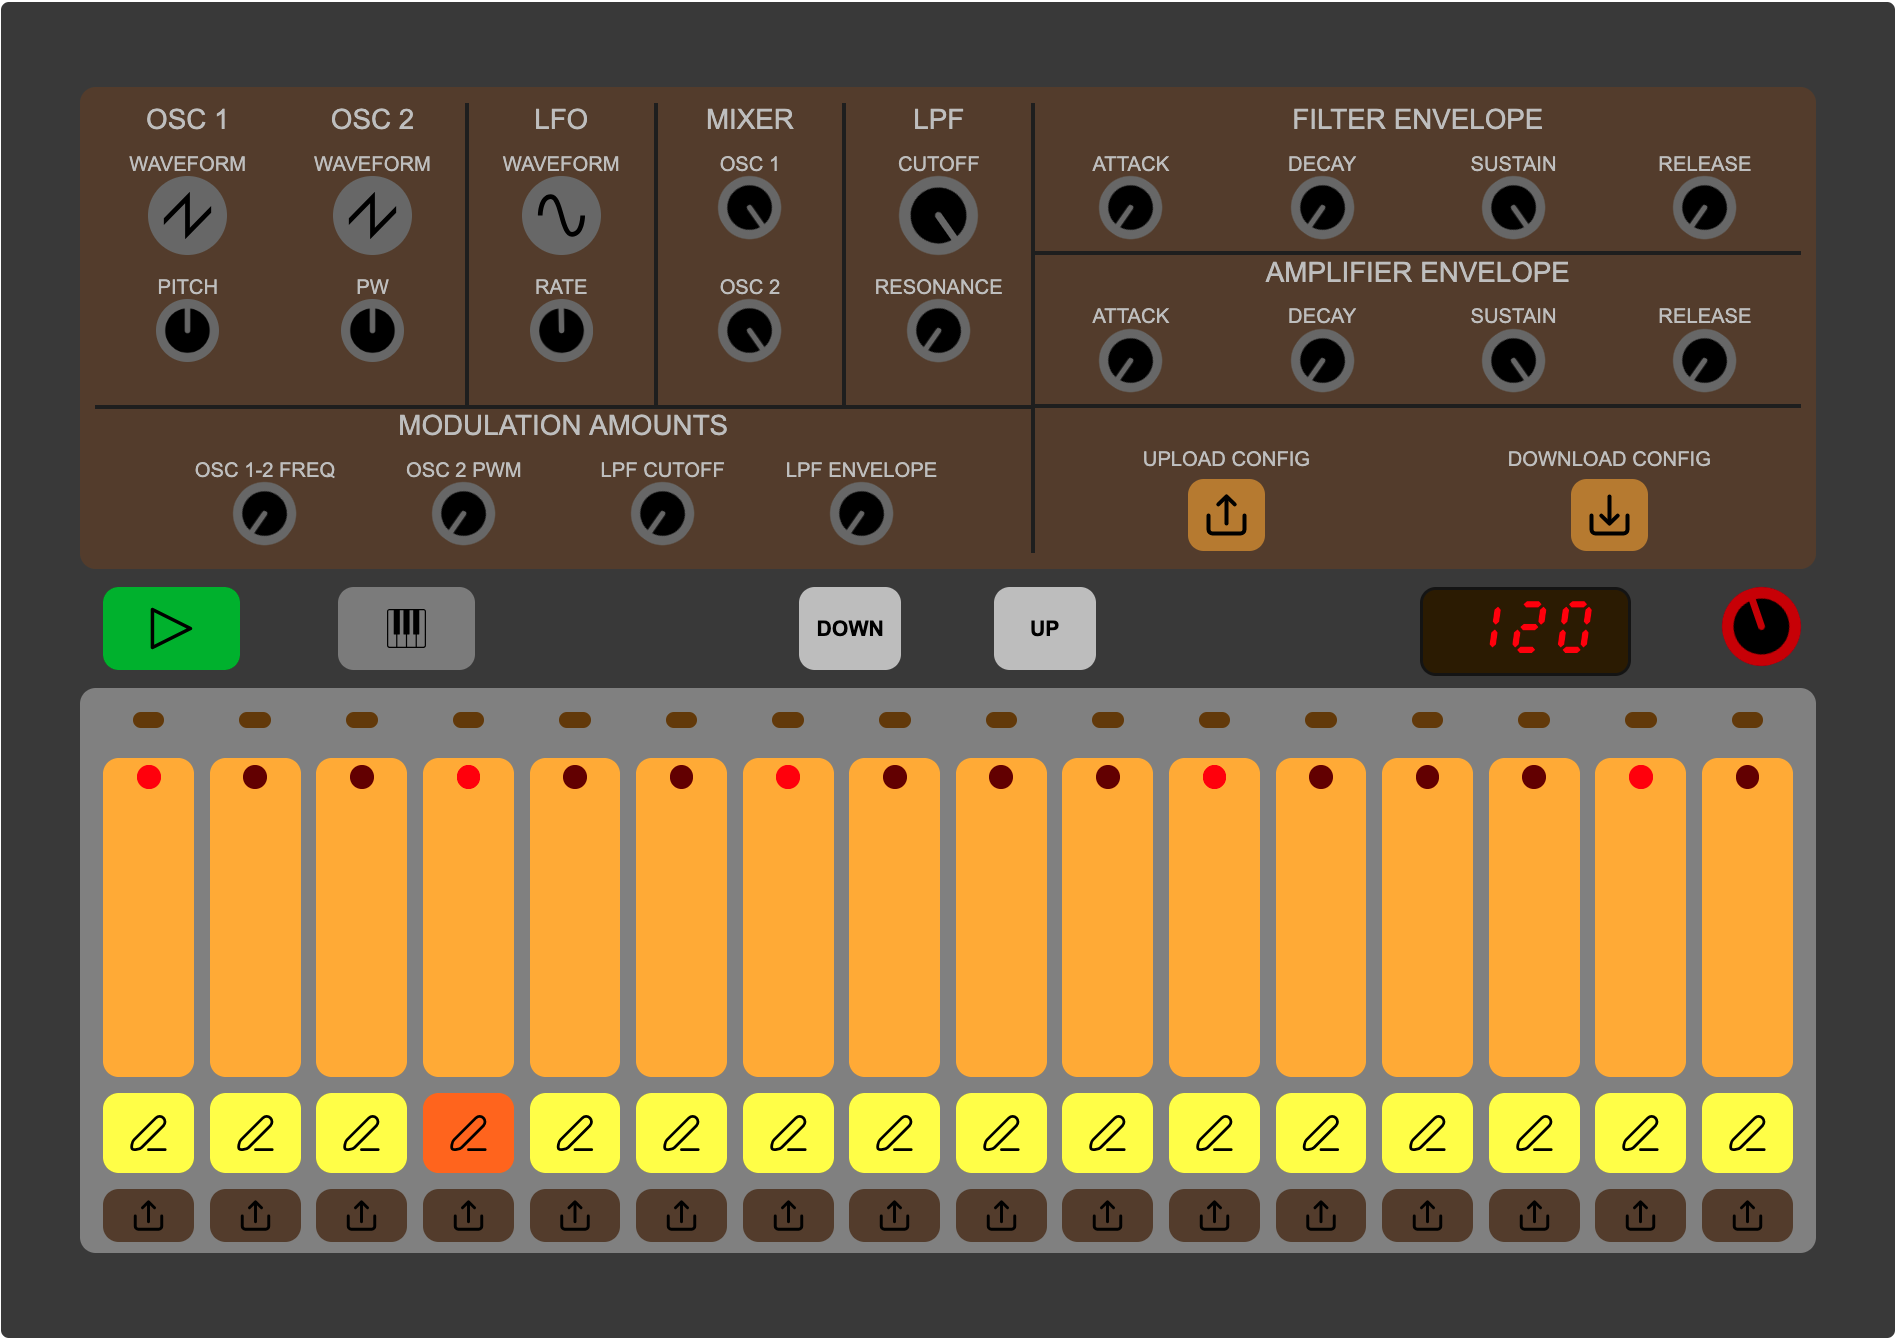 OSC 1 OSC 2 LFO MIXER LPF FILTER ENVELOPE
WAVEFORM WAVEFORM WAVEFORM OSC 1 CUTOFF ATTACK DECAY SUSTAIN RELEASE
AMPLIFIER ENVELOPE
PITCH PW RATE OSC 2 RESONANCE ATTACK DECAY SUSTAIN RELEASE
MODULATION AMOUNTS
OSC 1-2 FREQ OSC 2 PWM LPF CUTOFF LPF ENVELOPE UPLOAD CONFIG DOWNLOAD CONFIG
DOWN UP 120